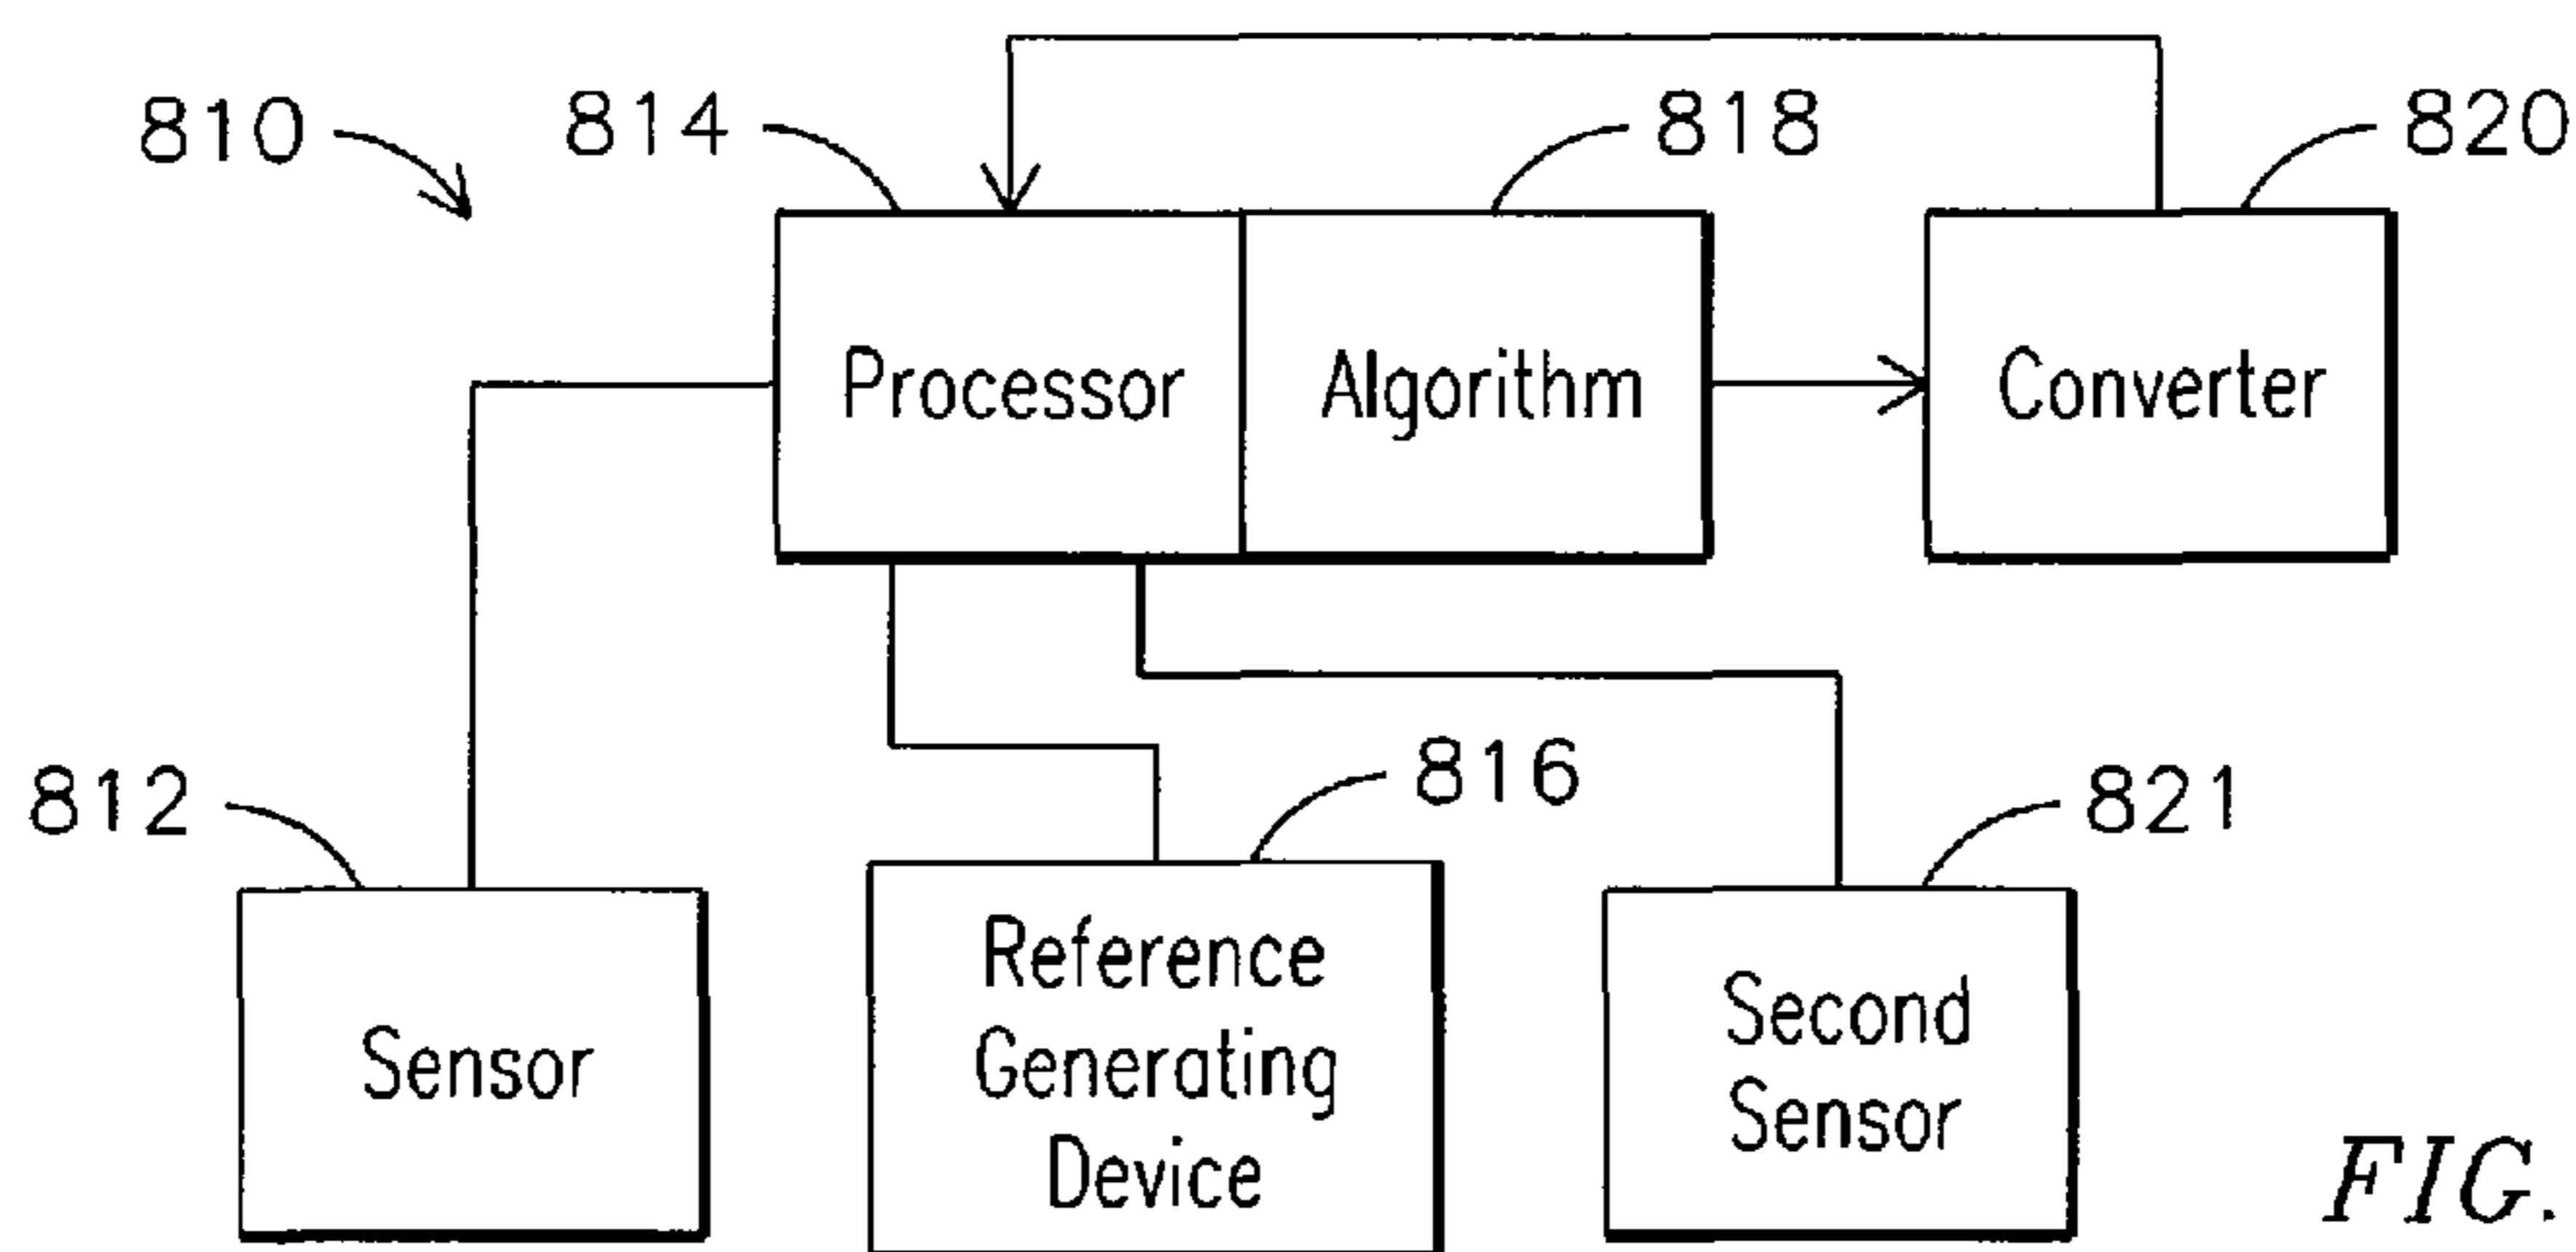 810
814
818
820
Processor
Algorithm
Converter
812
816
821
Sensor
Reference
Generating
Device
Second
Sensor
FIG.